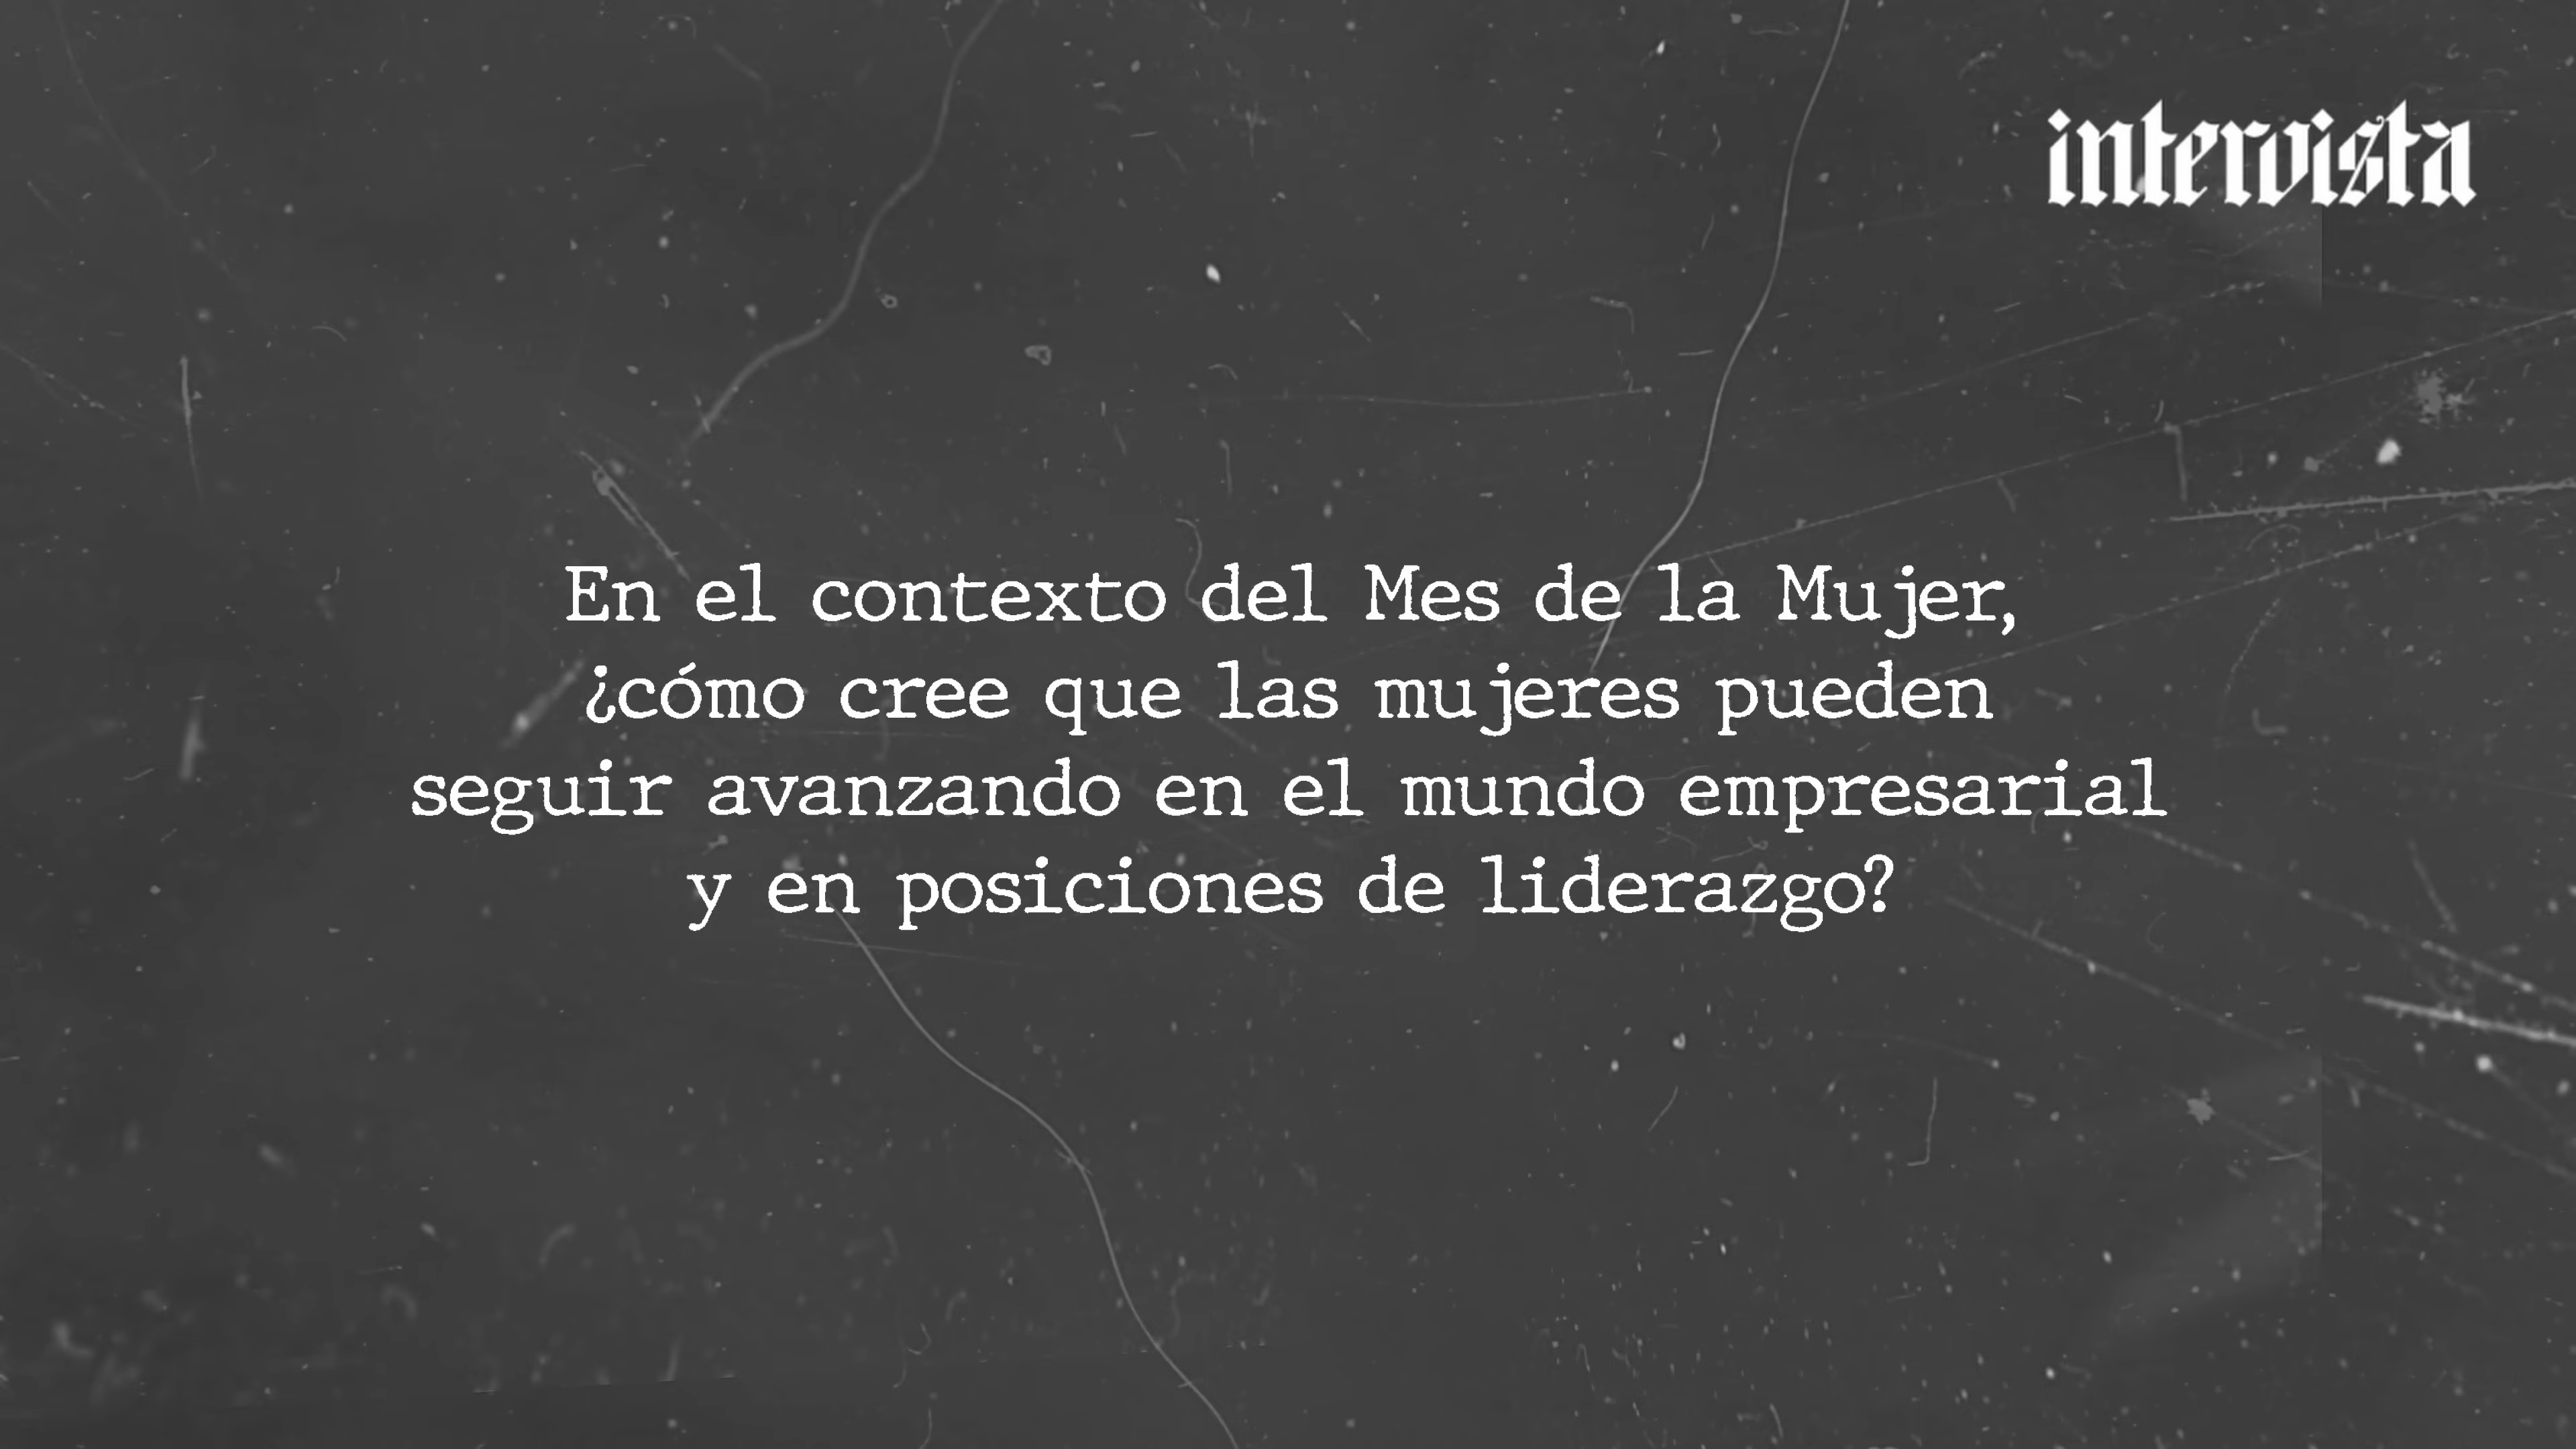 intervista
En el contexto del Mes de la Mujer,
¿cómo cree que las mujeres pueden
seguir avanzando en el mundo empresarial
y en posiciones de liderazgo?